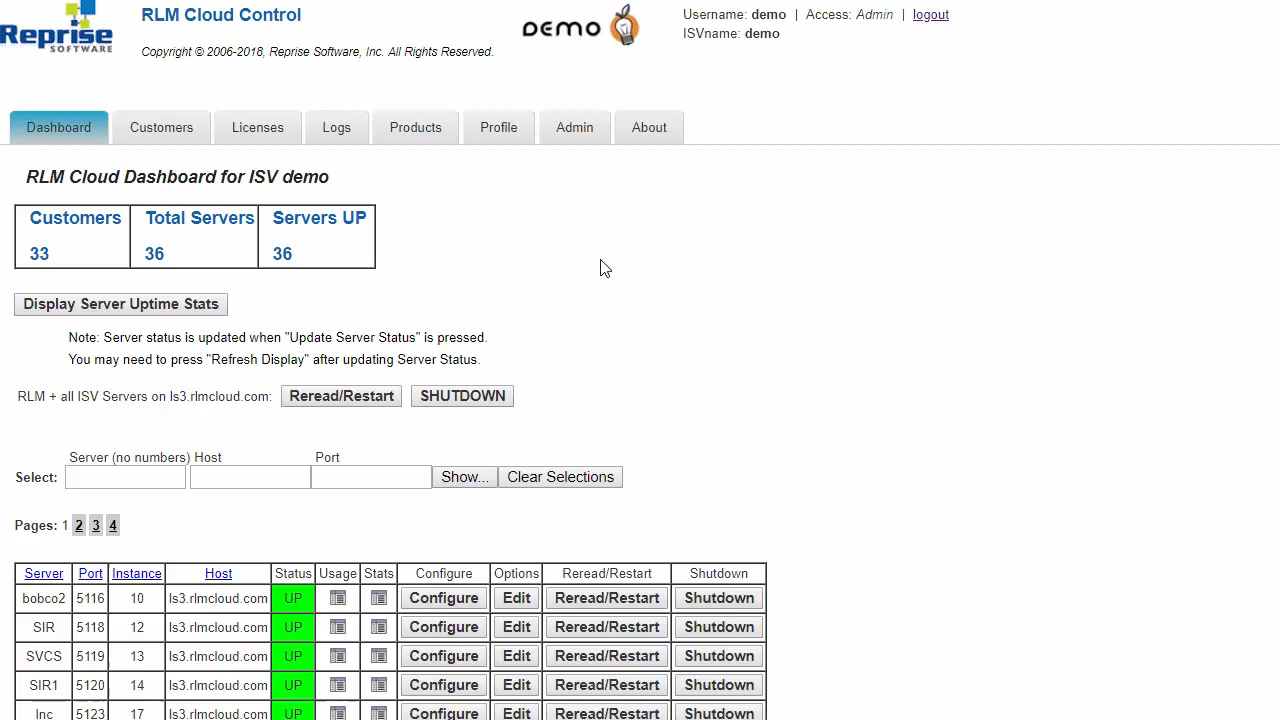 Reprise
SOFTWARE
RLM Cloud Control
Copyright © 2006-2018, Reprise Software, Inc. All Rights Reserved.
DEMO
Username: demo | Access: Admin | logout
ISVname: demo
Dashboard Customers Licenses Logs Products Profile Admin About
RLM Cloud Dashboard for ISV demo
Customers Total Servers Servers UP
33 36 36
Display Server Uptime Stats
Note: Server status is updated when "Update Server Status" is pressed.
You may need to press "Refresh Display" after updating Server Status.
RLM + all ISV Servers on ls3.rlmcloud.com: Reread/Restart SHUTDOWN
Server (no numbers) Host Port
Select: Show... Clear Selections
Pages: 1 2 3 4
Server Port Instance Host Status Usage Stats Configure Options Reread/Restart Shutdown
bobco2 5116 10 ls3.rlmcloud.com UP Configure Edit Reread/Restart Shutdown
SIR 5118 12 ls3.rlmcloud.com UP Configure Edit Reread/Restart Shutdown
SVCS 5119 13 ls3.rlmcloud.com UP Configure Edit Reread/Restart Shutdown
SIR1 5120 14 ls3.rlmcloud.com UP Configure Edit Reread/Restart Shutdown
Inc 5123 17 ls3.rlmcloud.com UP Configure Edit Reread/Restart Shutdown